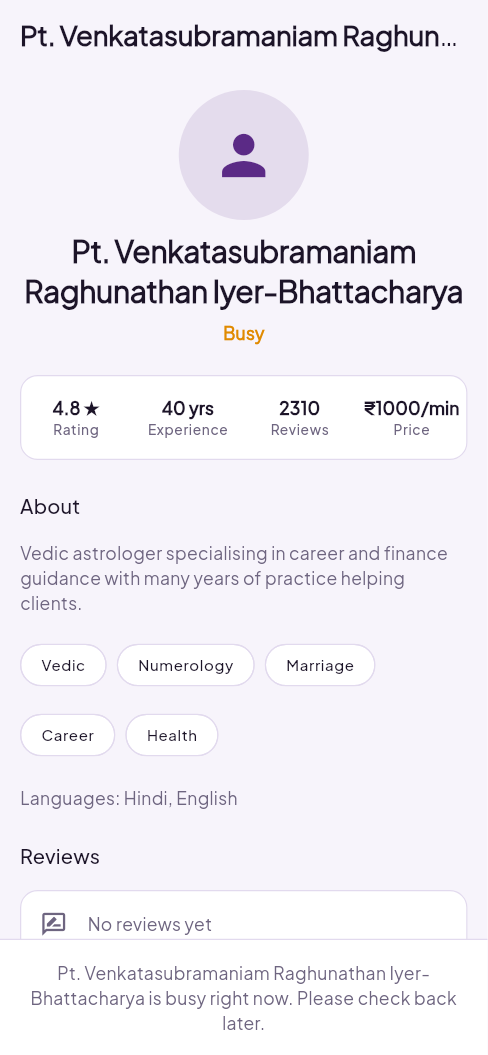 Pt. Venkatasubramaniam Raghun...
Pt. Venkatasubramaniam
Raghunathan Iyer-Bhattacharya
Busy
4.8 ★ 40 yrs 2310 ₹1000/min
Rating Experience Reviews Price
About
Vedic astrologer specialising in career and finance
guidance with many years of practice helping
clients.
Vedic Numerology Marriage
Career Health
Languages: Hindi, English
Reviews
No reviews yet
Pt. Venkatasubramaniam Raghunathan Iyer-
Bhattacharya is busy right now. Please check back
later.